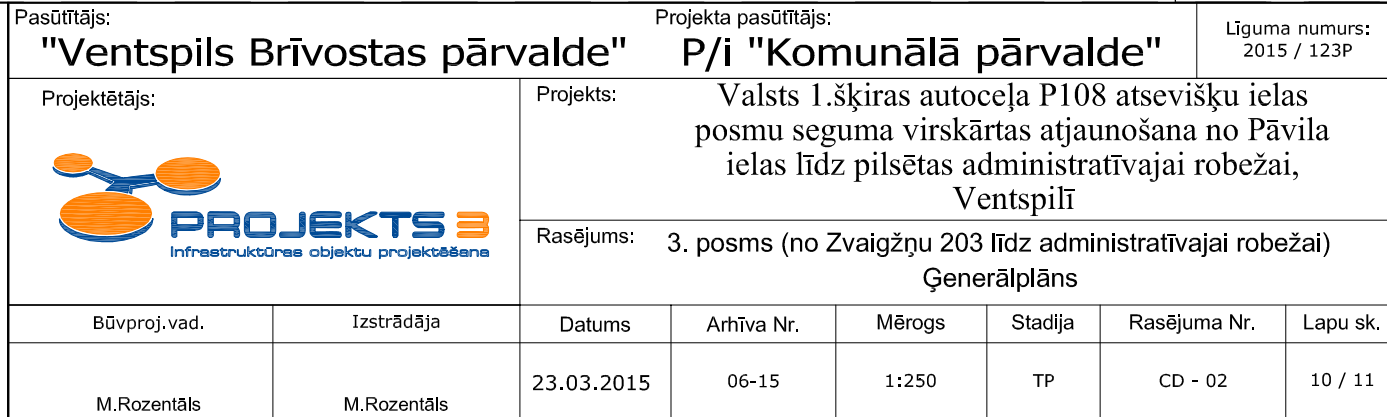 Pasūtītājs:
"Ventspils Brīvostas pārvalde"
Projekta pasūtītājs:
P/i "Komunālā pārvalde"
Līguma numurs:
2015 / 123P
Projektētājs:
PROJEKTS 3
Infrastruktūras objektu projektēšana
Projekts:
Valsts 1.šķiras autoceļa P108 atsevišķu ielas
posmu seguma virskārtas atjaunošana no Pāvila
ielas līdz pilsētas administratīvajai robežai,
Ventspilī
Rasējums:
3. posms (no Zvaigžņu 203 līdz administratīvajai robežai)
Ģenerālplāns
Būvproj.vad. Izstrādāja Datums Arhīva Nr. Mērogs Stadija Rasējuma Nr. Lapu sk.
M.Rozentāls M.Rozentāls 23.03.2015 06-15 1:250 TP CD - 02 10 / 11